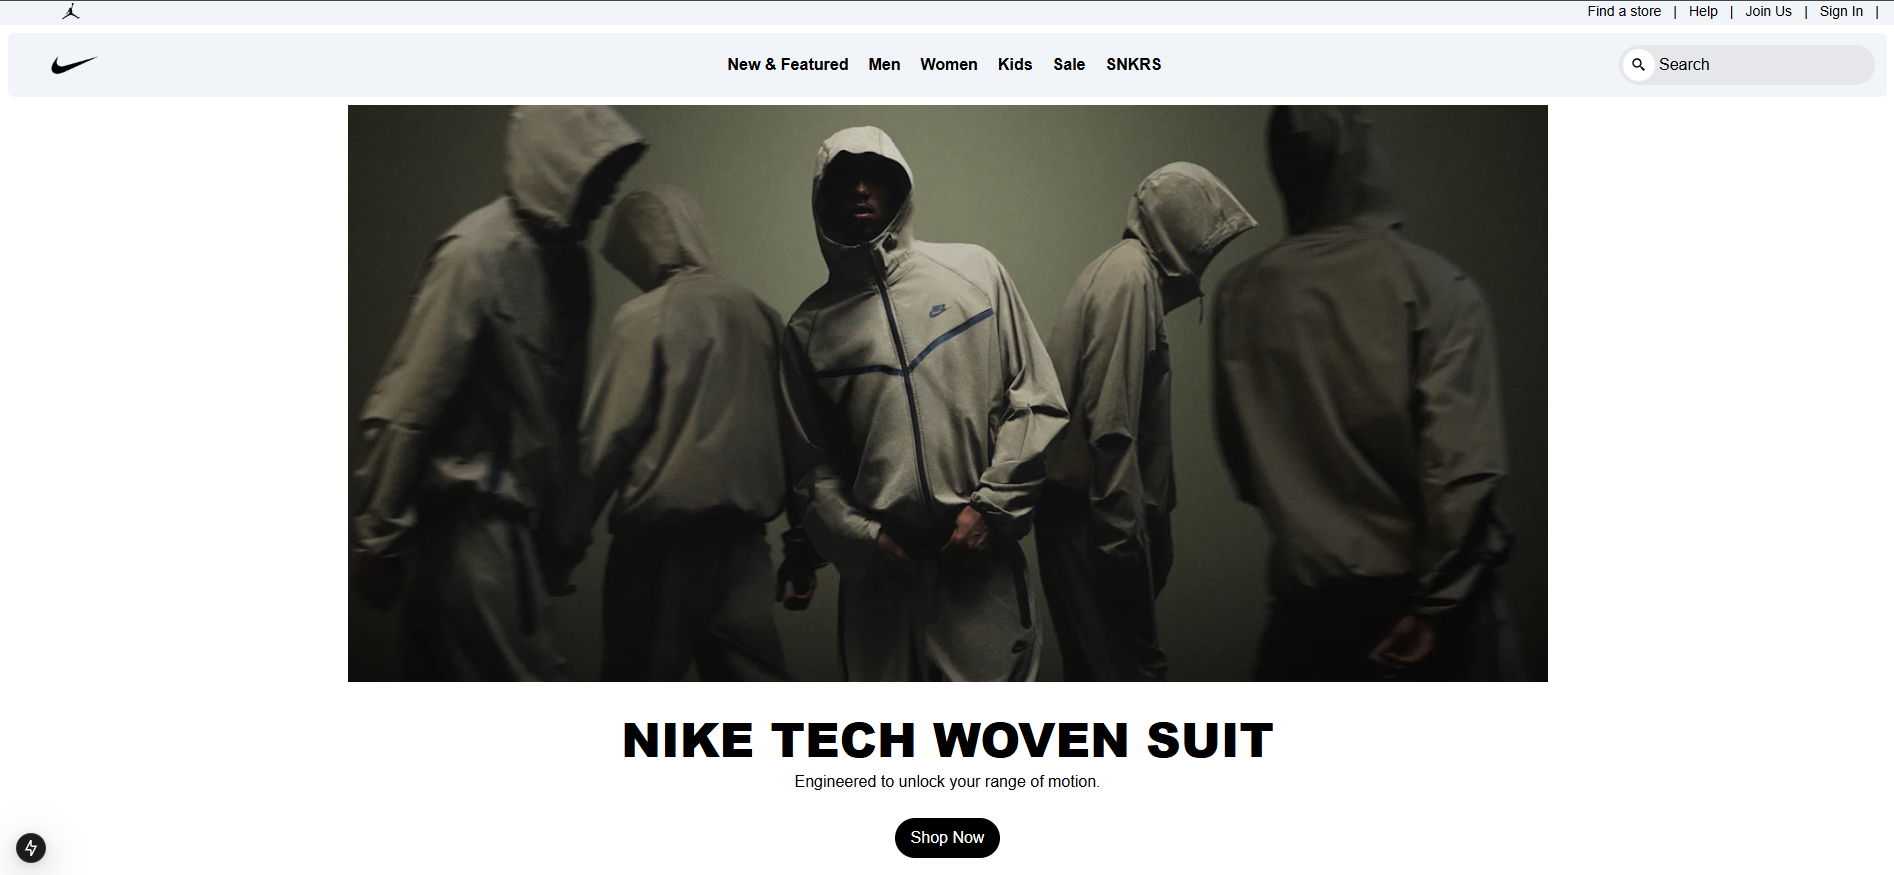 Find a store | Help | Join Us | Sign In |
New & Featured Men Women Kids Sale SNKRS
Search
NIKE TECH WOVEN SUIT
Engineered to unlock your range of motion.
Shop Now